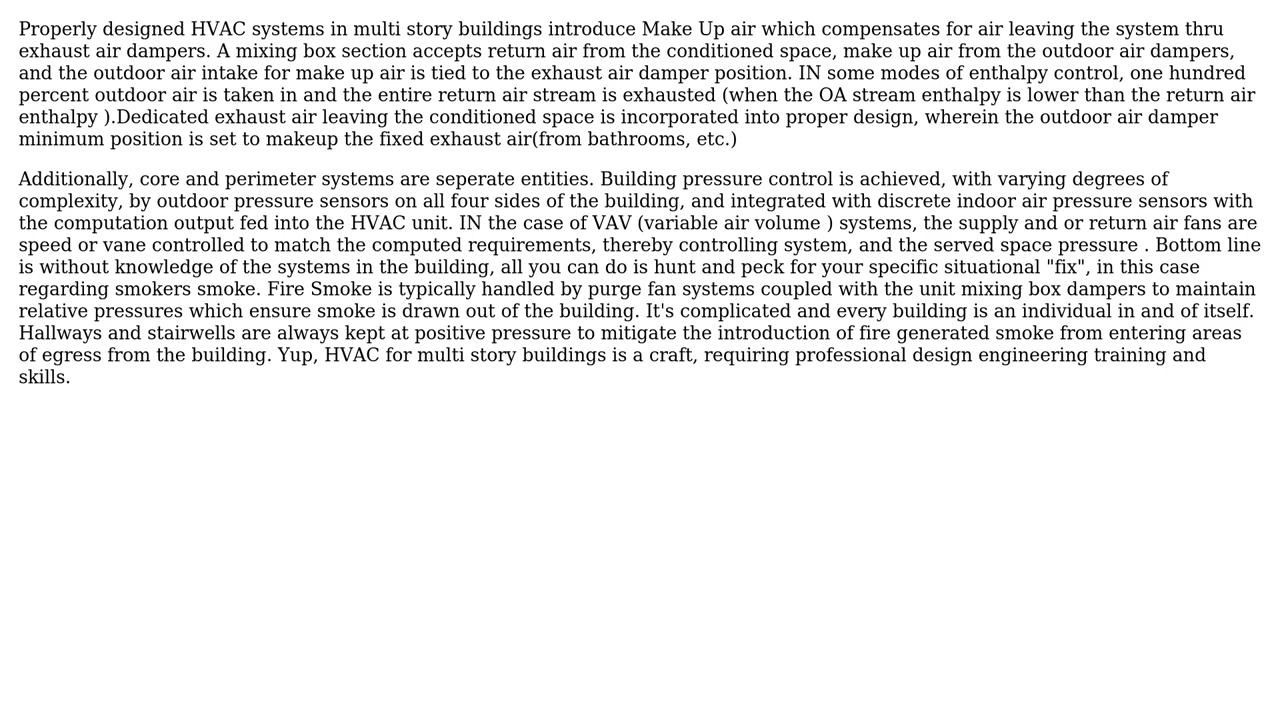 Properly designed HVAC systems in multi story buildings introduce Make Up air which compensates for air leaving the system thru
exhaust air dampers. A mixing box section accepts return air from the conditioned space, make up air from the outdoor air dampers,
and the outdoor air intake for make up air is tied to the exhaust air damper position. IN some modes of enthalpy control, one hundred
percent outdoor air is taken in and the entire return air stream is exhausted (when the OA stream enthalpy is lower than the return air
enthalpy ).Dedicated exhaust air leaving the conditioned space is incorporated into proper design, wherein the outdoor air damper
minimum position is set to makeup the fixed exhaust air(from bathrooms, etc.)
Additionally, core and perimeter systems are seperate entities. Building pressure control is achieved, with varying degrees of
complexity, by outdoor pressure sensors on all four sides of the building, and integrated with discrete indoor air pressure sensors with
the computation output fed into the HVAC unit. IN the case of VAV (variable air volume ) systems, the supply and or return air fans are
speed or vane controlled to match the computed requirements, thereby controlling system, and the served space pressure . Bottom line
is without knowledge of the systems in the building, all you can do is hunt and peck for your specific situational "fix", in this case
regarding smokers smoke. Fire Smoke is typically handled by purge fan systems coupled with the unit mixing box dampers to maintain
relative pressures which ensure smoke is drawn out of the building. It's complicated and every building is an individual in and of itself.
Hallways and stairwells are always kept at positive pressure to mitigate the introduction of fire generated smoke from entering areas
of egress from the building. Yup, HVAC for multi story buildings is a craft, requiring professional design engineering training and
skills.